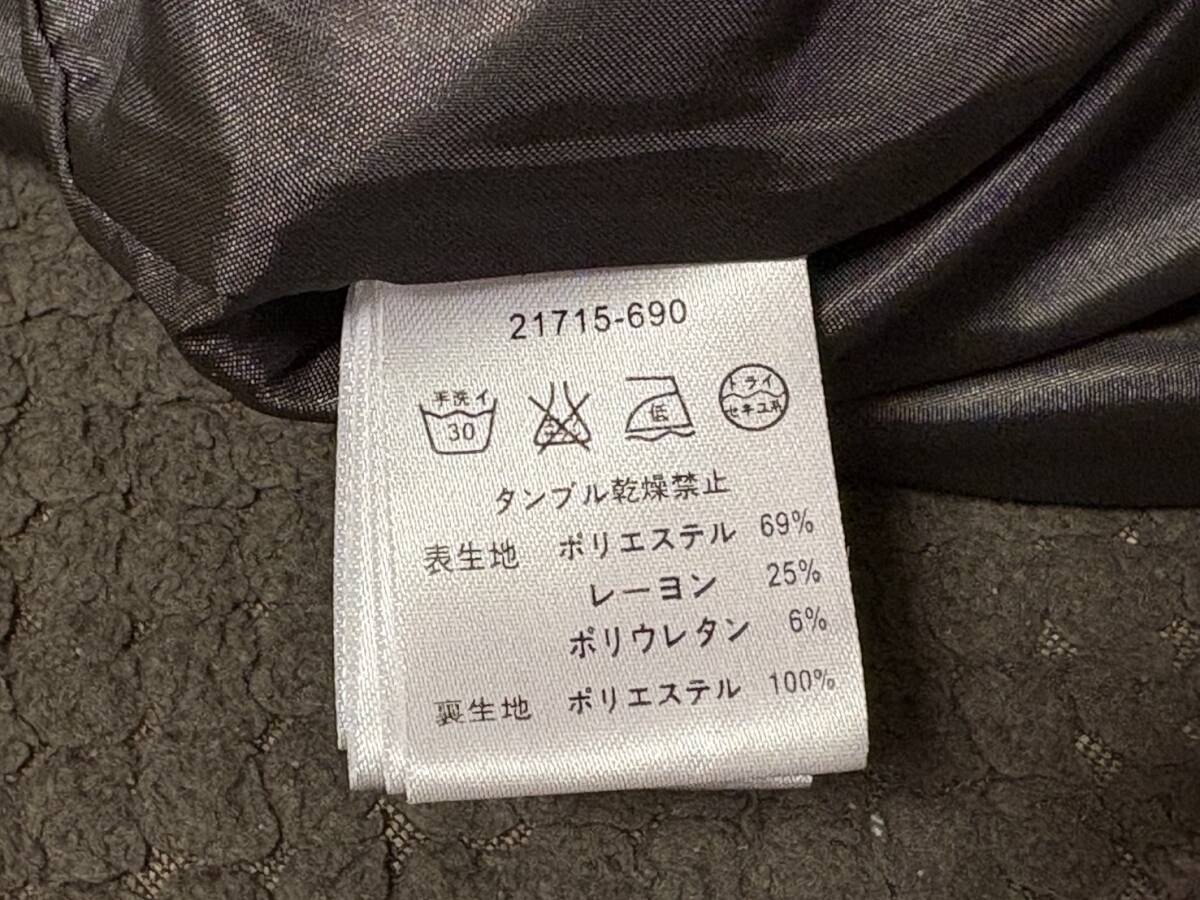 21715-690
手洗イ
30
低
ドライ
セキユ系
タンブル乾燥禁止
表生地 ポリエステル 69%
レーヨン 25%
ポリウレタン 6%
裏生地 ポリエステル 100%